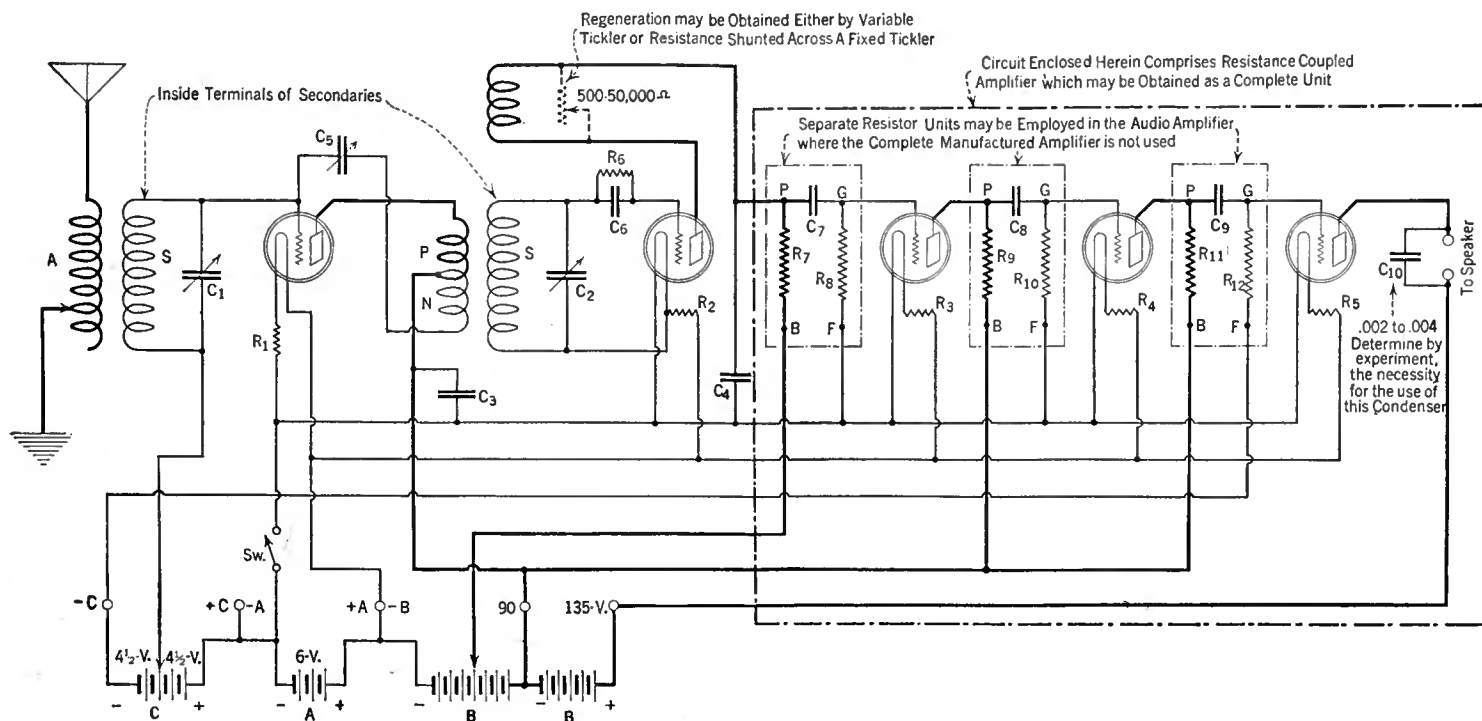 Regeneration may be Obtained Either by Variable
Tickler or Resistance Shunted Across A Fixed Tickler
Circuit Enclosed Herein Comprises Resistance Coupled
Amplifier which may be Obtained as a Complete Unit
Inside Terminals of Secondaries
500-50,000 Ω
Separate Resistor Units may be Employed in the Audio Amplifier
where the Complete Manufactured Amplifier is not used
C5
R6
C6
P
G
P
G
P
G
C7
C8
C9
A
S
C1
P
N
S
C2
R7
R8
R9
R10
R11
R12
C10
To Speaker
R1
R2
R3
R4
R5
B
F
B
F
B
F
.002 to .004
Determine by
experiment,
the necessity
for the use of
this Condenser
C3
C4
Sw.
-C
+C
-A
+A
-B
90
135-V.
4½-V.
4½-V.
6-V.
-
+
-
+
-
-
+
C
A
B
B